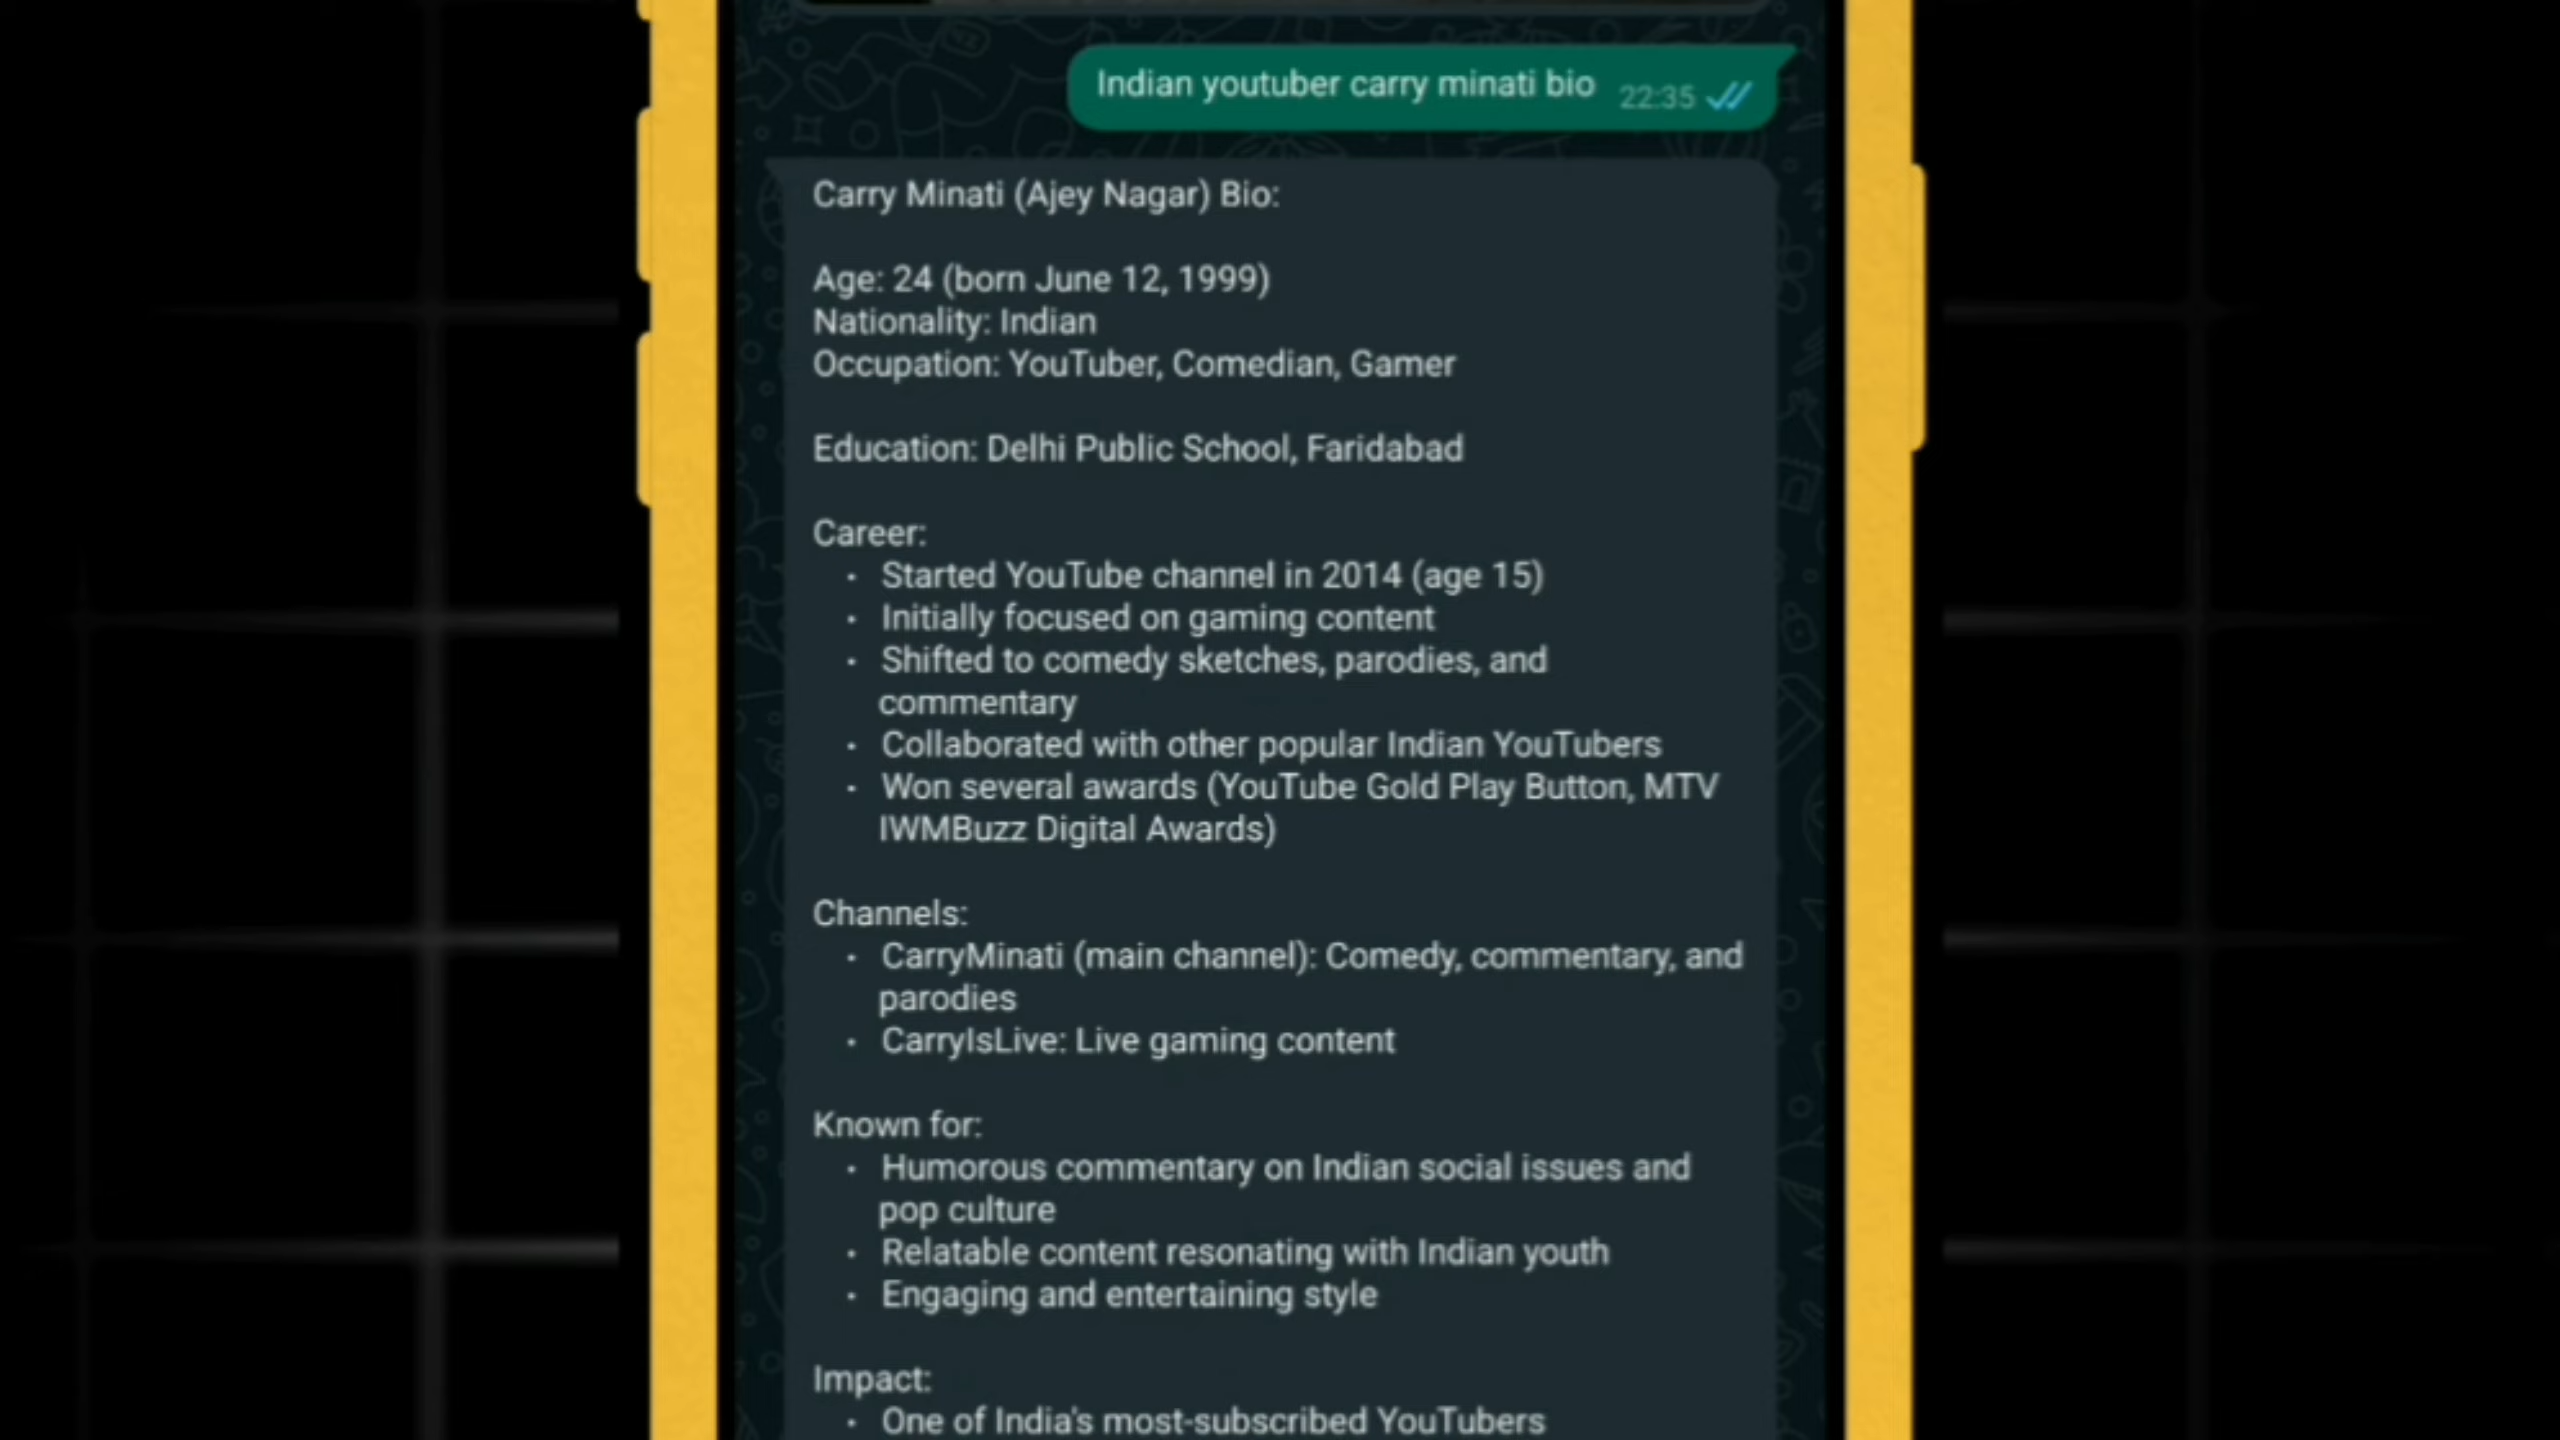 Indian youtuber carry minati bio 22:35
Carry Minati (Ajey Nagar) Bio:
Age: 24 (born June 12, 1999)
Nationality: Indian
Occupation: YouTuber, Comedian, Gamer
Education: Delhi Public School, Faridabad
Career:
• Started YouTube channel in 2014 (age 15)
• Initially focused on gaming content
• Shifted to comedy sketches, parodies, and
commentary
• Collaborated with other popular Indian YouTubers
• Won several awards (YouTube Gold Play Button, MTV
IWMBuzz Digital Awards)
Channels:
• CarryMinati (main channel): Comedy, commentary, and
parodies
• CarryIsLive: Live gaming content
Known for:
• Humorous commentary on Indian social issues and
pop culture
• Relatable content resonating with Indian youth
• Engaging and entertaining style
Impact:
• One of India's most-subscribed YouTubers